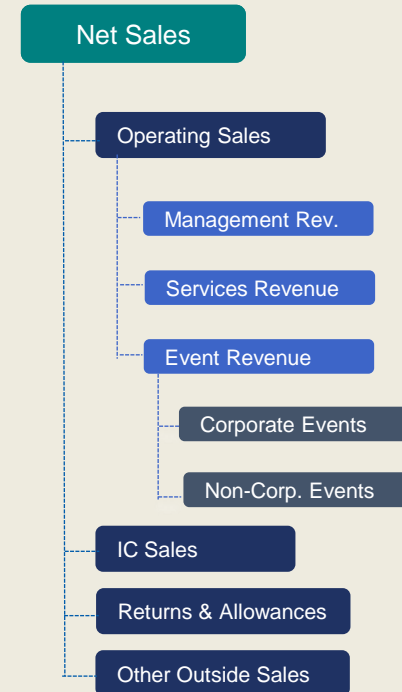 Net Sales
Operating Sales
Management Rev.
Services Revenue
Event Revenue
Corporate Events
Non-Corp. Events
IC Sales
Returns & Allowances
Other Outside Sales